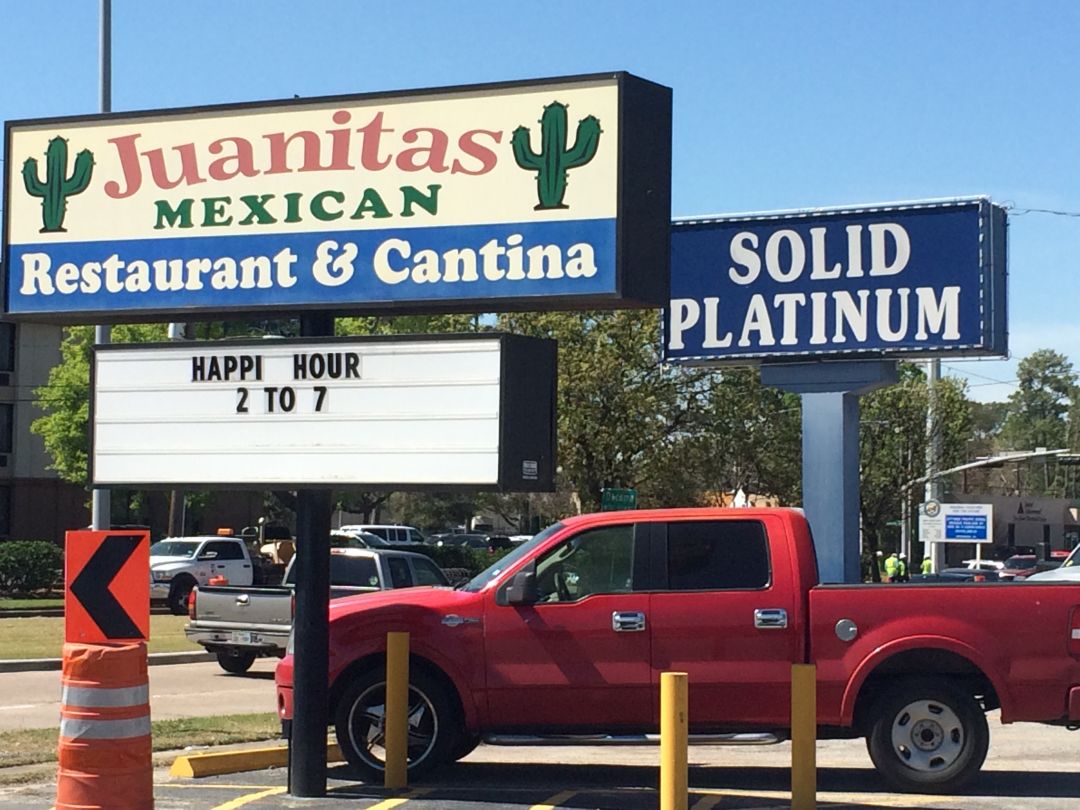 Juanitas
MEXICAN
Restaurant & Cantina
HAPPI HOUR
2 TO 7
SOLID
PLATINUM